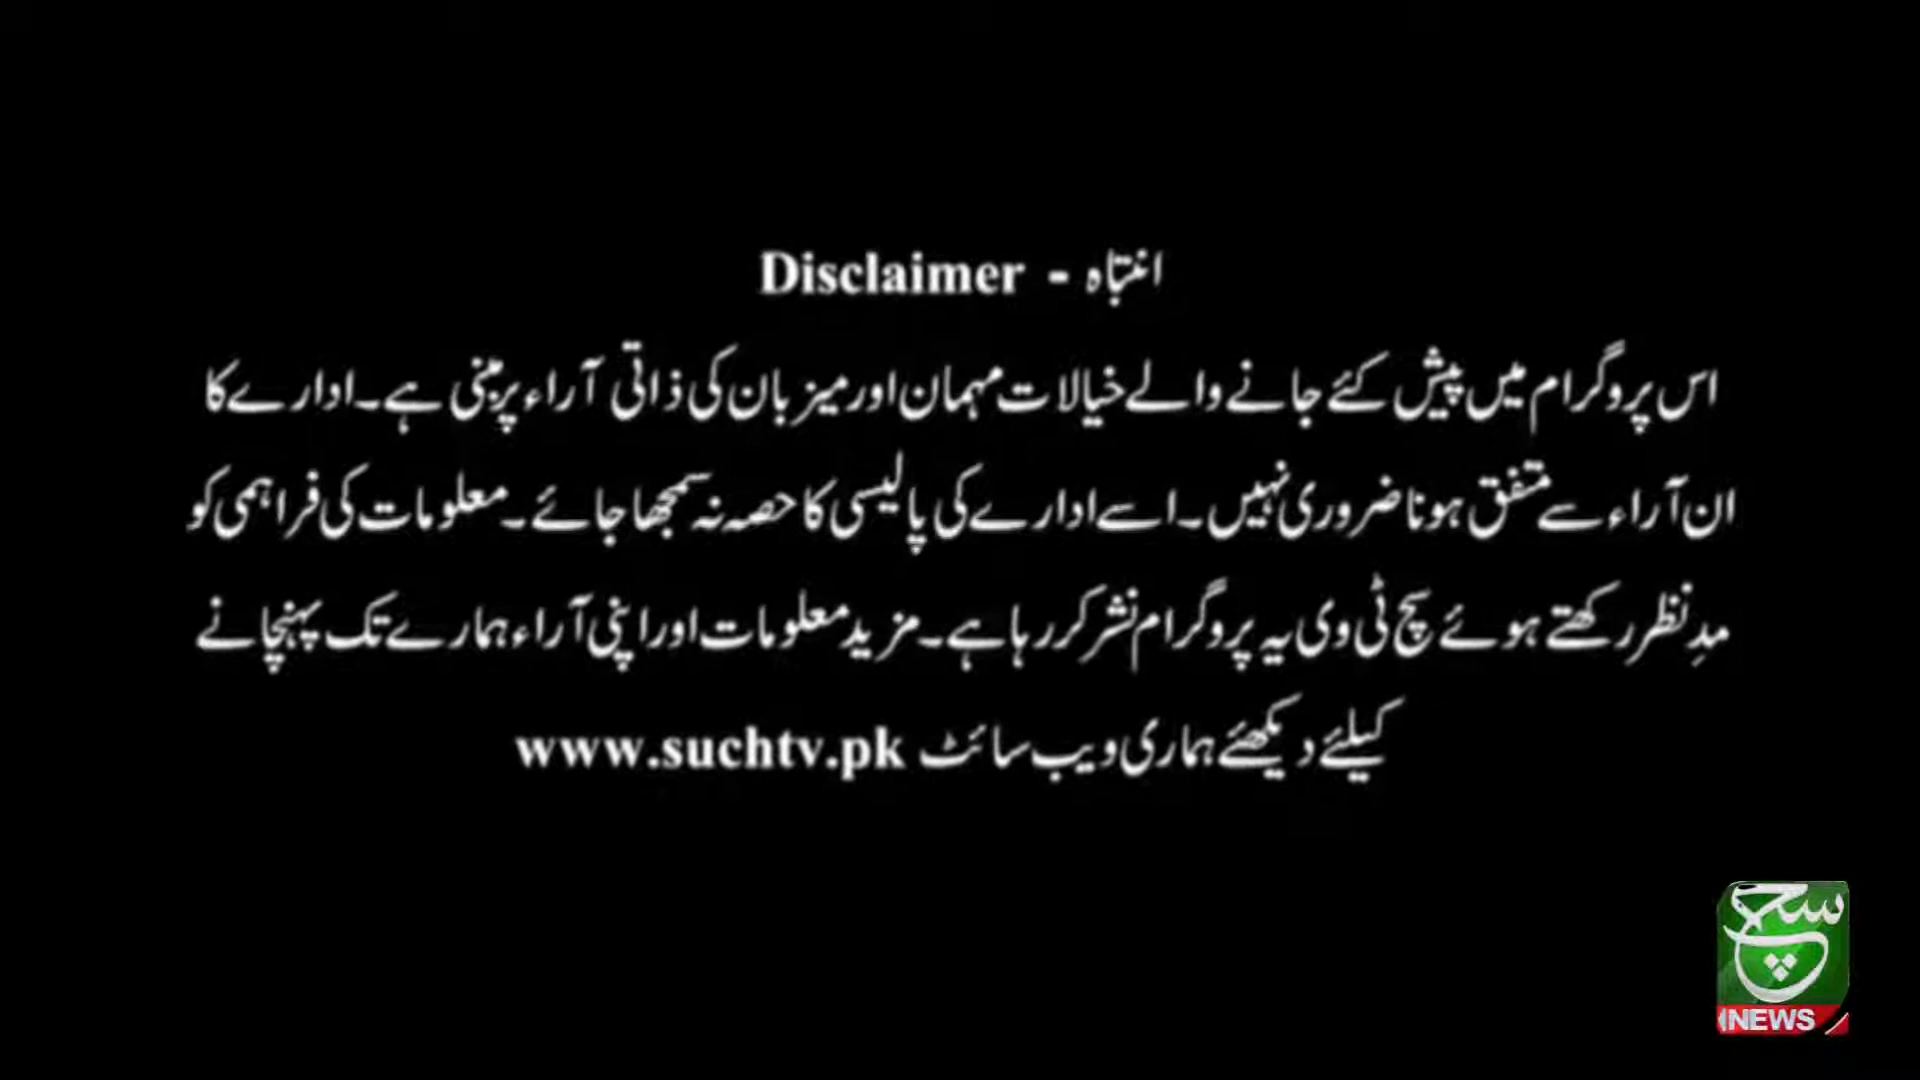 انتباہ - Disclaimer
اس پروگرام میں پیش کئے جانے والے خیالات مہمان اور میزبان کی ذاتی آراء پر مبنی ہے۔ ادارے کا
ان آراء سے متفق ہونا ضروری نہیں۔ اسے ادارے کی پالیسی کا حصہ نہ سمجھا جائے۔ معلومات کی فراہمی کو
مدِنظر رکھتے ہوئے سچ ٹی وی یہ پروگرام نشر کر رہا ہے۔ مزید معلومات اور اپنی آراء ہمارے تک پہنچانے
کیلئے دیکھئے ہماری ویب سائٹ www.suchtv.pk
سچ
NEWS